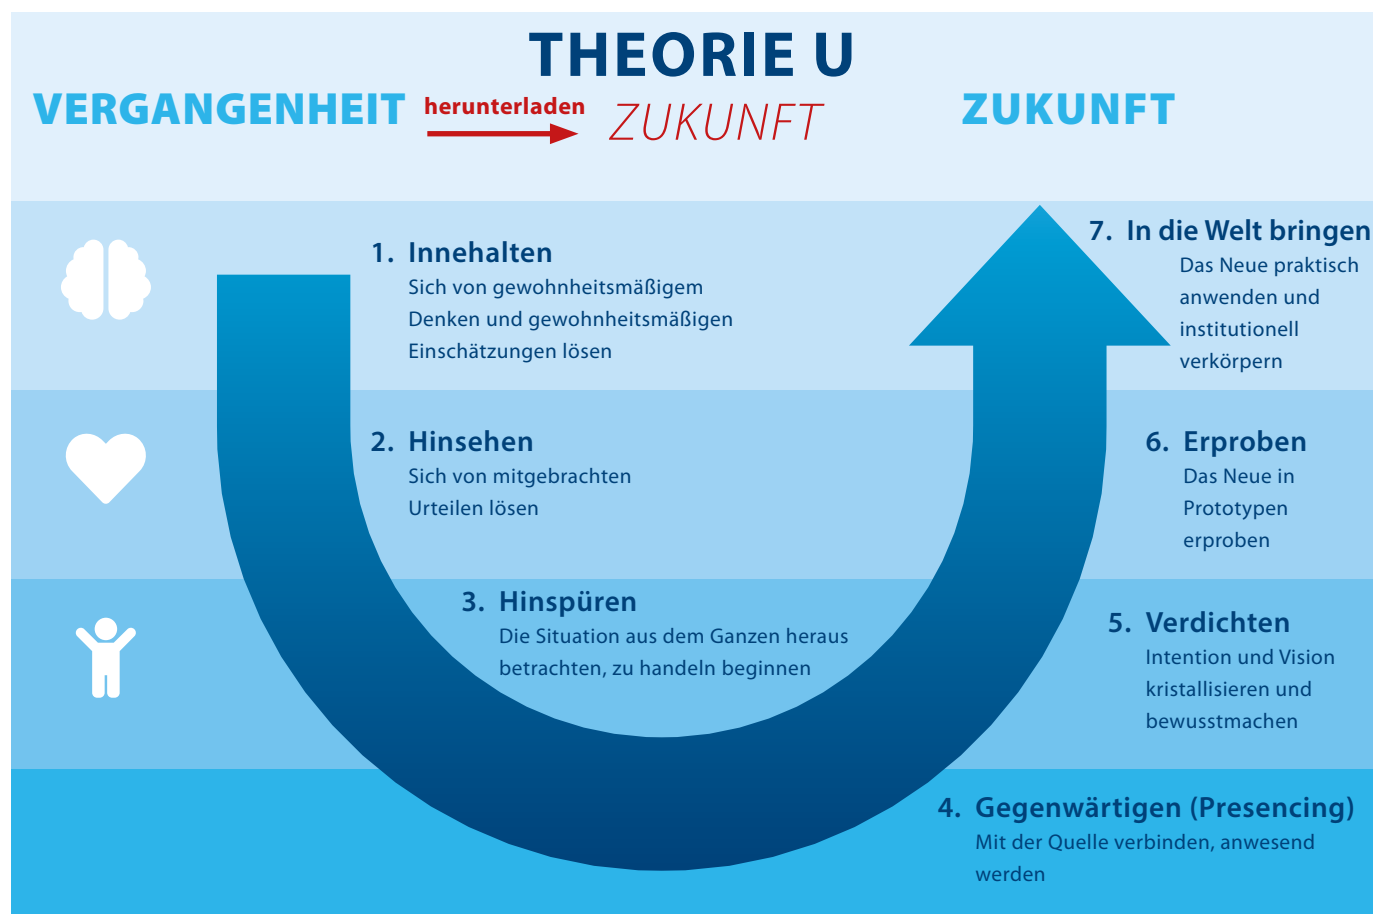 THEORIE U
VERGANGENHEIT
herunterladen
ZUKUNFT
ZUKUNFT
1. Innehalten
Sich von gewohnheitsmäßigem
Denken und gewohnheitsmäßigen
Einschätzungen lösen
2. Hinsehen
Sich von mitgebrachten
Urteilen lösen
3. Hinspüren
Die Situation aus dem Ganzen heraus
betrachten, zu handeln beginnen
4. Gegenwärtigen (Presencing)
Mit der Quelle verbinden, anwesend
werden
5. Verdichten
Intention und Vision
kristallisieren und
bewusstmachen
6. Erproben
Das Neue in
Prototypen
erproben
7. In die Welt bringen
Das Neue praktisch
anwenden und
institutionell
verkörpern